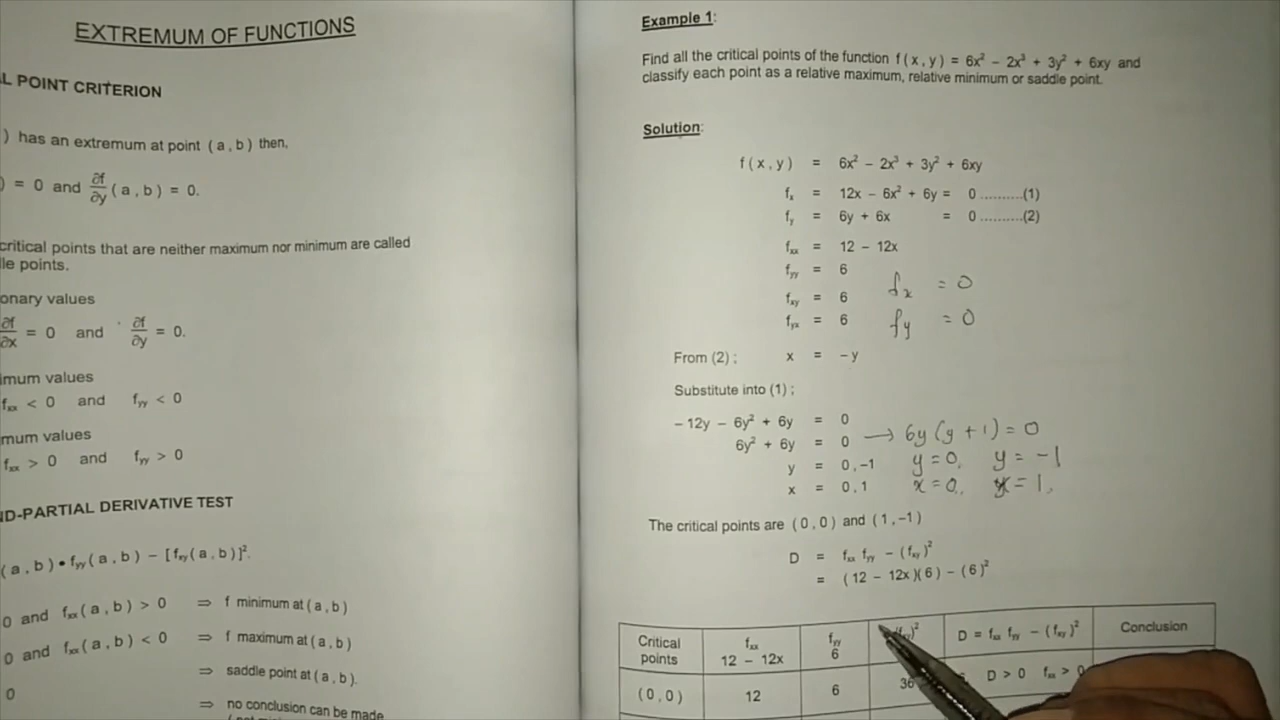 EXTREMUM OF FUNCTIONS
L POINT CRITERION
) has an extremum at point (a,b) then,
) = 0 and ∂f/∂y (a,b) = 0.
critical points that are neither maximum nor minimum are called
le points.
onary values
∂f/∂x = 0 and ∂f/∂y = 0.
imum values
fxx < 0 and fyy < 0
mum values
fxx > 0 and fyy > 0
ND-PARTIAL DERIVATIVE TEST
(a,b) • fyy(a,b) − [fxy(a,b)]².
0 and fxx(a,b) > 0 ⇒ f minimum at (a,b)
0 and fxx(a,b) < 0 ⇒ f maximum at (a,b)
⇒ saddle point at (a,b).
0 ⇒ no conclusion can be made
Example 1:
Find all the critical points of the function f(x,y) = 6x² − 2x³ + 3y² + 6xy and
classify each point as a relative maximum, relative minimum or saddle point.
Solution:
f(x,y) = 6x² − 2x³ + 3y² + 6xy
fx = 12x − 6x² + 6y = 0 ..........(1)
fy = 6y + 6x = 0 ..........(2)
fxx = 12 − 12x
fyy = 6
fxy = 6 fx = 0
fyx = 6 fy = 0
From (2) ; x = −y
Substitute into (1) ;
− 12y − 6y² + 6y = 0
6y² + 6y = 0 → 6y(y + 1) = 0
y = 0,−1 y = 0, y = −1
x = 0,1 x = 0, x = 1,
The critical points are (0,0) and (1,−1)
D = fxx fyy − (fxy)²
= (12 − 12x)(6) − (6)²
Critical points fxx 12 − 12x fyy 6 D = fxx fyy − (fxy)² Conclusion
(0,0) 12 6 36 D > 0 fxx > 0